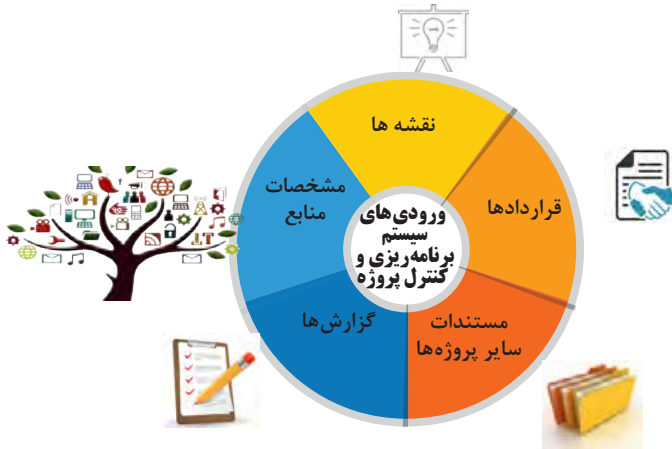 نقشه ها
قراردادها
مستندات
سایر پروژه‌ها
گزارش‌ها
مشخصات
منابع
ورودی‌های
سیستم
برنامه‌ریزی و
کنترل پروژه